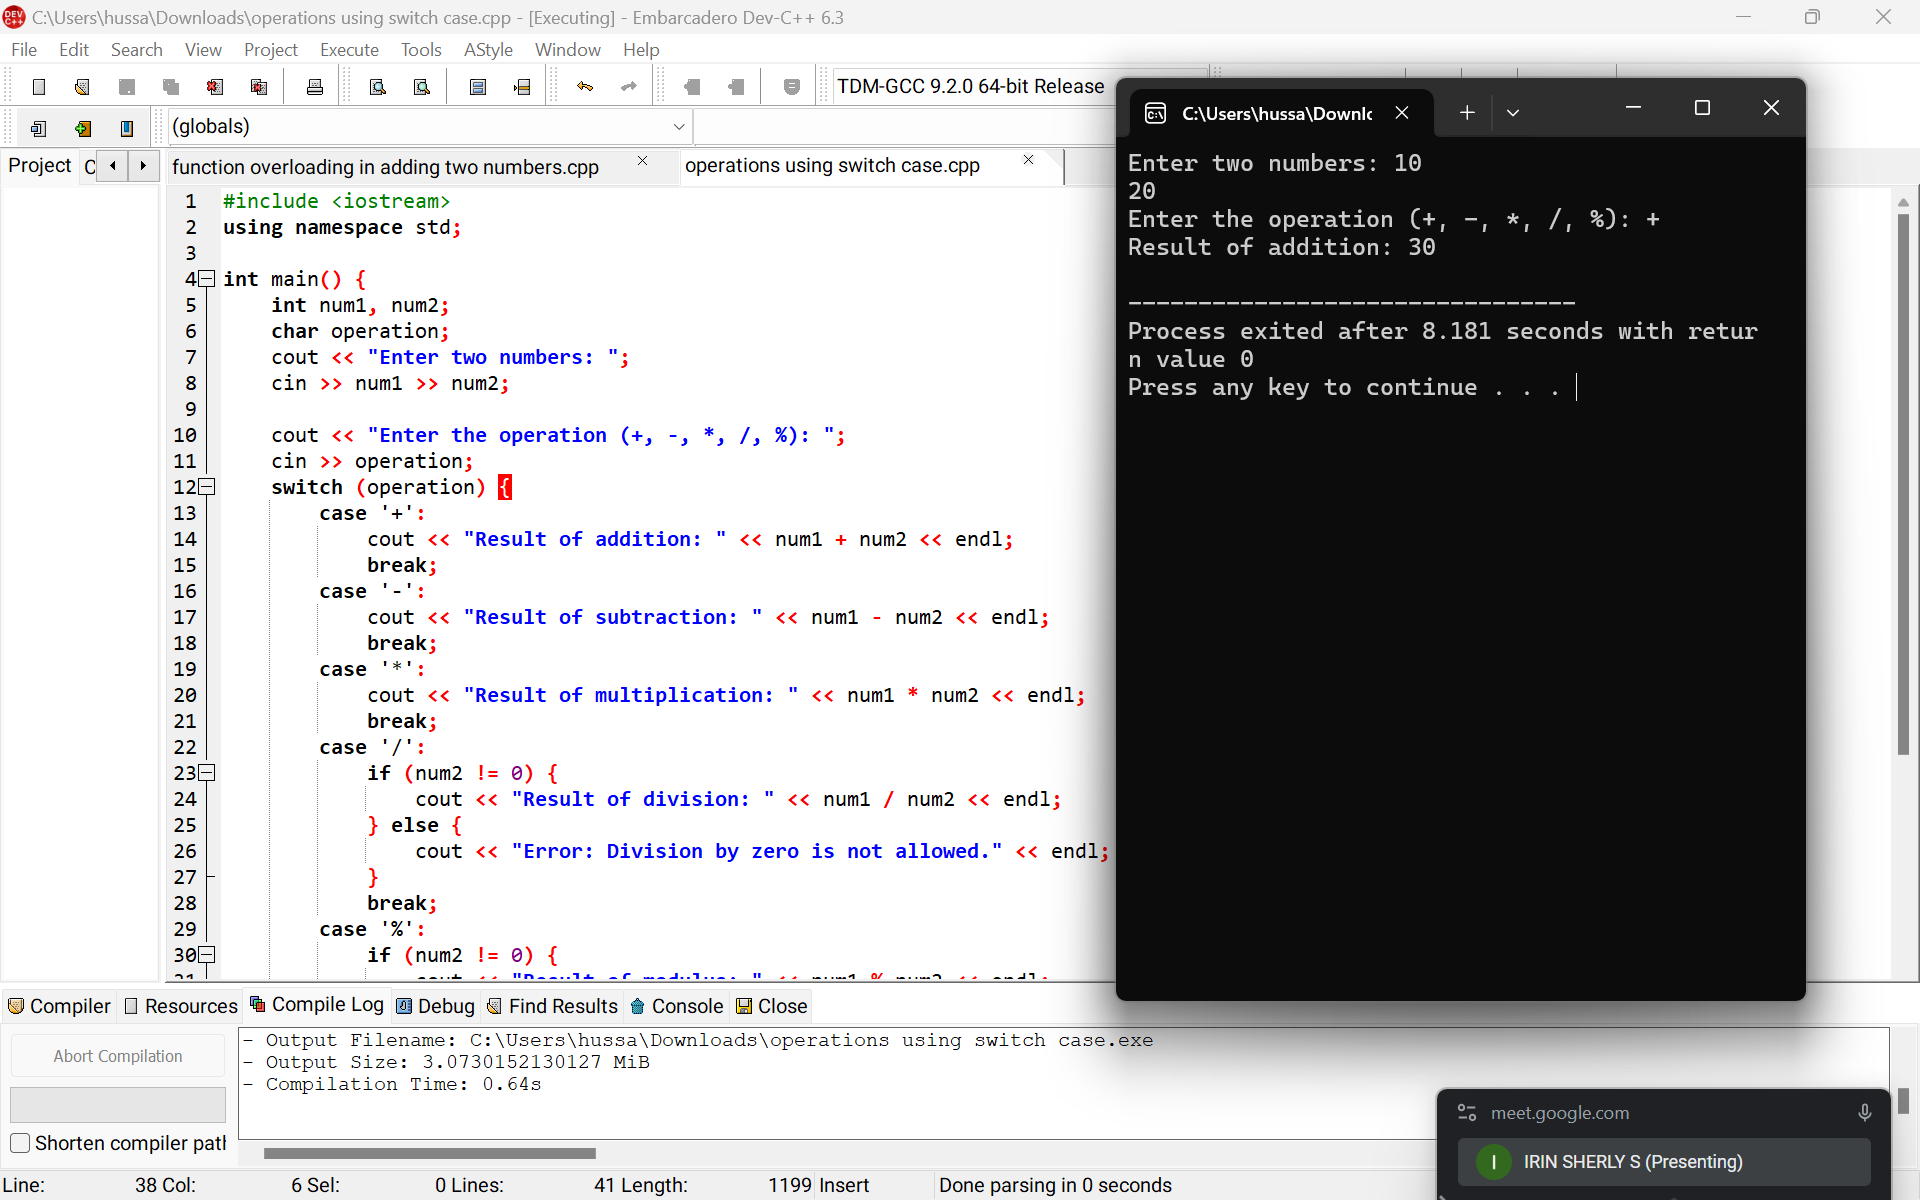 C:\Users\hussa\Downloads\operations using switch case.cpp - [Executing] - Embarcadero Dev-C++ 6.3
File Edit Search View Project Execute Tools AStyle Window Help
TDM-GCC 9.2.0 64-bit Release
(globals)
Project C
function overloading in adding two numbers.cpp
operations using switch case.cpp
1 #include <iostream>
2 using namespace std;
3
4 int main() {
5 int num1, num2;
6 char operation;
7 cout << "Enter two numbers: ";
8 cin >> num1 >> num2;
9
10 cout << "Enter the operation (+, -, *, /, %): ";
11 cin >> operation;
12 switch (operation) {
13 case '+':
14 cout << "Result of addition: " << num1 + num2 << endl;
15 break;
16 case '-':
17 cout << "Result of subtraction: " << num1 - num2 << endl;
18 break;
19 case '*':
20 cout << "Result of multiplication: " << num1 * num2 << endl;
21 break;
22 case '/':
23 if (num2 != 0) {
24 cout << "Result of division: " << num1 / num2 << endl;
25 } else {
26 cout << "Error: Division by zero is not allowed." << endl;
27 }
28 break;
29 case '%':
30 if (num2 != 0) {
31 cout << "Result of modulus: " << num1 % num2 << endl;
C:\Users\hussa\Downlo
Enter two numbers: 10
20
Enter the operation (+, -, *, /, %): +
Result of addition: 30
--------------------------------
Process exited after 8.181 seconds with retur
n value 0
Press any key to continue . . .
Compiler Resources Compile Log Debug Find Results Console Close
Abort Compilation
Shorten compiler path
- Output Filename: C:\Users\hussa\Downloads\operations using switch case.exe
- Output Size: 3.0730152130127 MiB
- Compilation Time: 0.64s
meet.google.com
I IRIN SHERLY S (Presenting)
Line: 38 Col: 6 Sel: 0 Lines: 41 Length: 1199 Insert Done parsing in 0 seconds